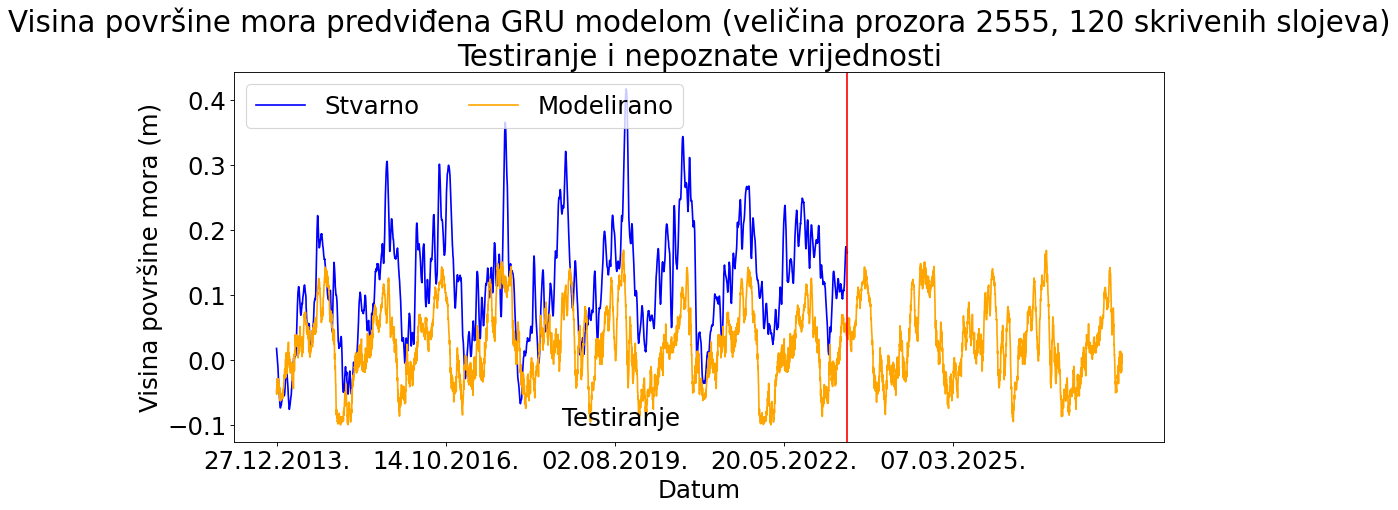 Visina površine mora predviđena GRU modelom (veličina prozora 2555, 120 skrivenih slojeva)
Testiranje i nepoznate vrijednosti
Stvarno Modelirano
Visina površine mora (m)
0.4
0.3
0.2
0.1
0.0
−0.1
Testiranje
27.12.2013. 14.10.2016. 02.08.2019. 20.05.2022. 07.03.2025.
Datum